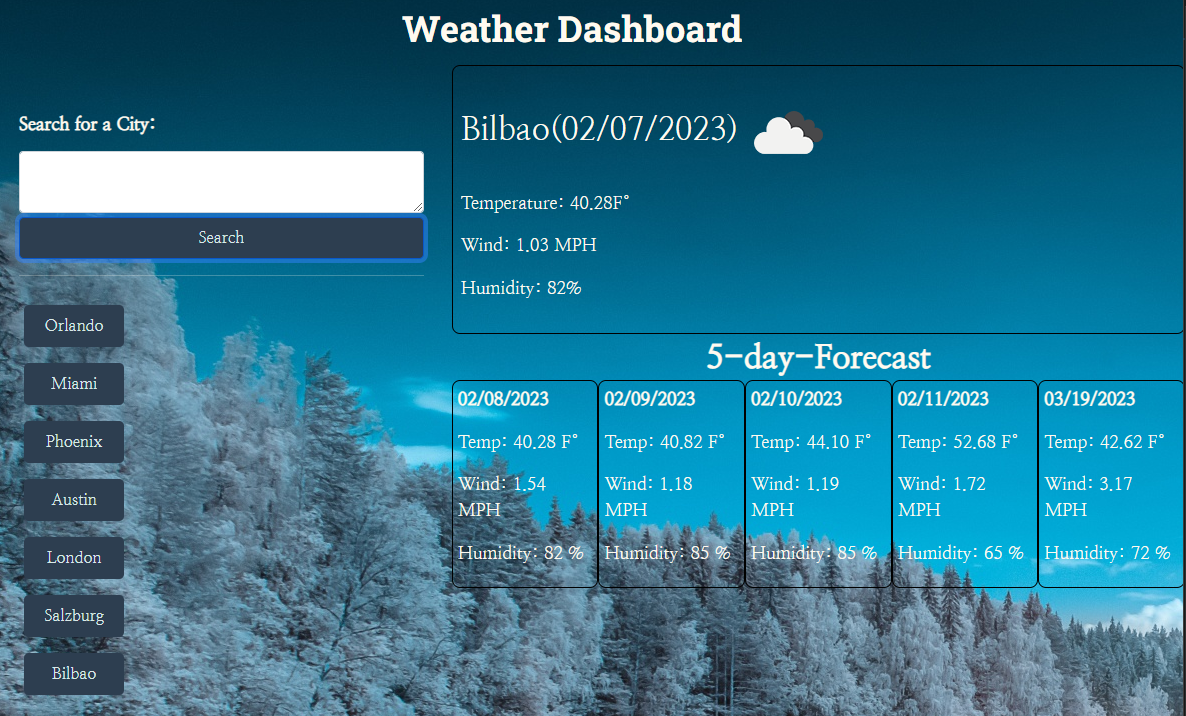 Weather Dashboard
Search for a City:
Search
Orlando
Miami
Phoenix
Austin
London
Salzburg
Bilbao
Bilbao(02/07/2023)
Temperature: 40.28F°
Wind: 1.03 MPH
Humidity: 82%
5-day-Forecast
02/08/2023
Temp: 40.28 F°
Wind: 1.54
MPH
Humidity: 82 %
02/09/2023
Temp: 40.82 F°
Wind: 1.18
MPH
Humidity: 85 %
02/10/2023
Temp: 44.10 F°
Wind: 1.19
MPH
Humidity: 85 %
02/11/2023
Temp: 52.68 F°
Wind: 1.72
MPH
Humidity: 65 %
03/19/2023
Temp: 42.62 F°
Wind: 3.17
MPH
Humidity: 72 %